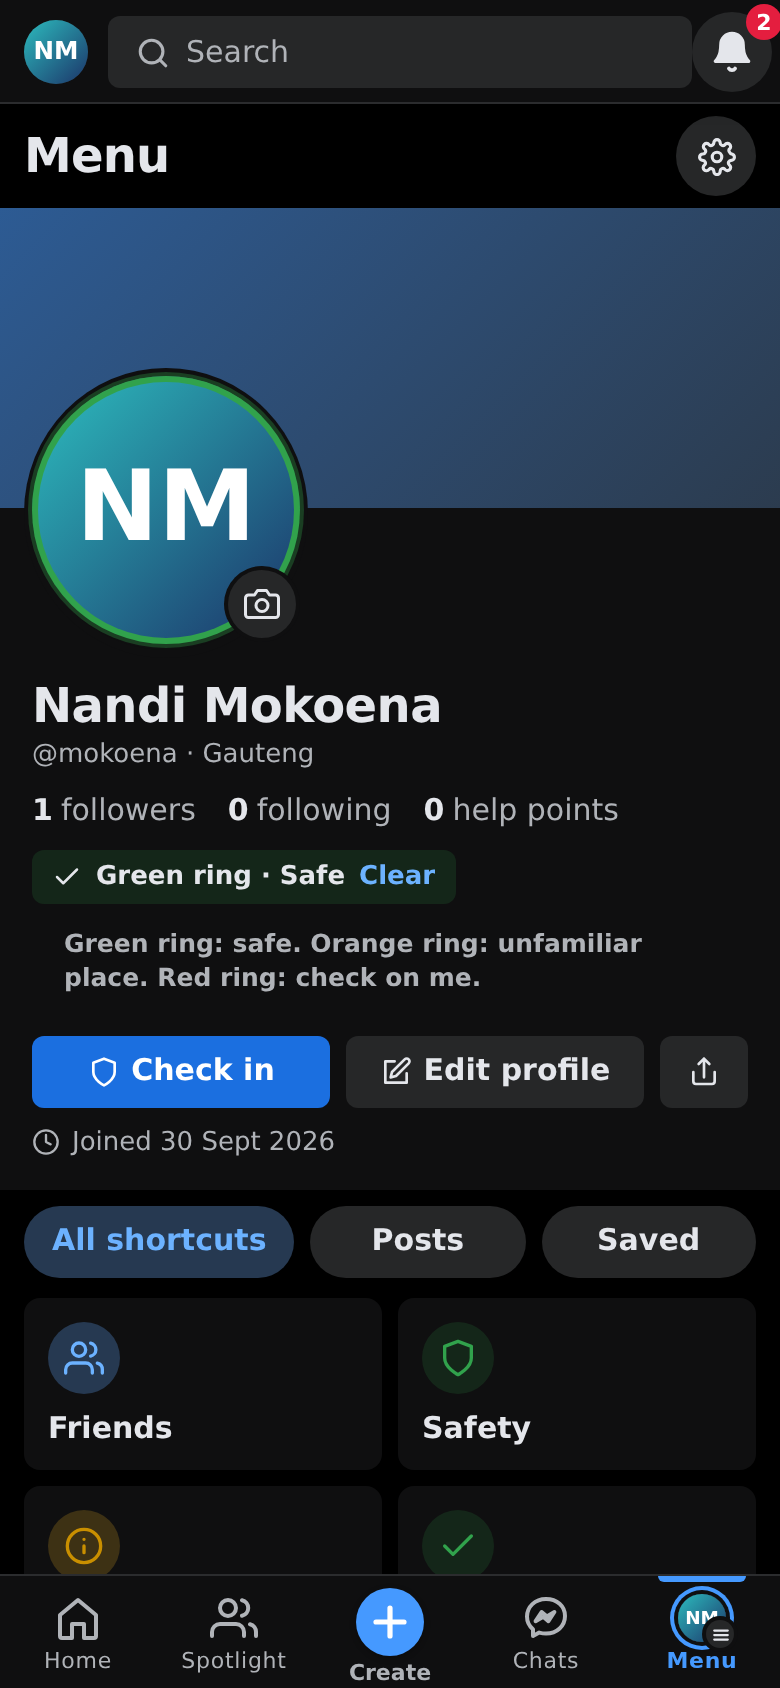 NM
Search
2
Menu
NM
Nandi Mokoena
@mokoena · Gauteng
1 followers 0 following 0 help points
Green ring · Safe Clear
Green ring: safe. Orange ring: unfamiliar
place. Red ring: check on me.
Check in
Edit profile
Joined 30 Sept 2026
All shortcuts
Posts
Saved
Friends
Safety
Home
Spotlight
Create
Chats
NM
Menu